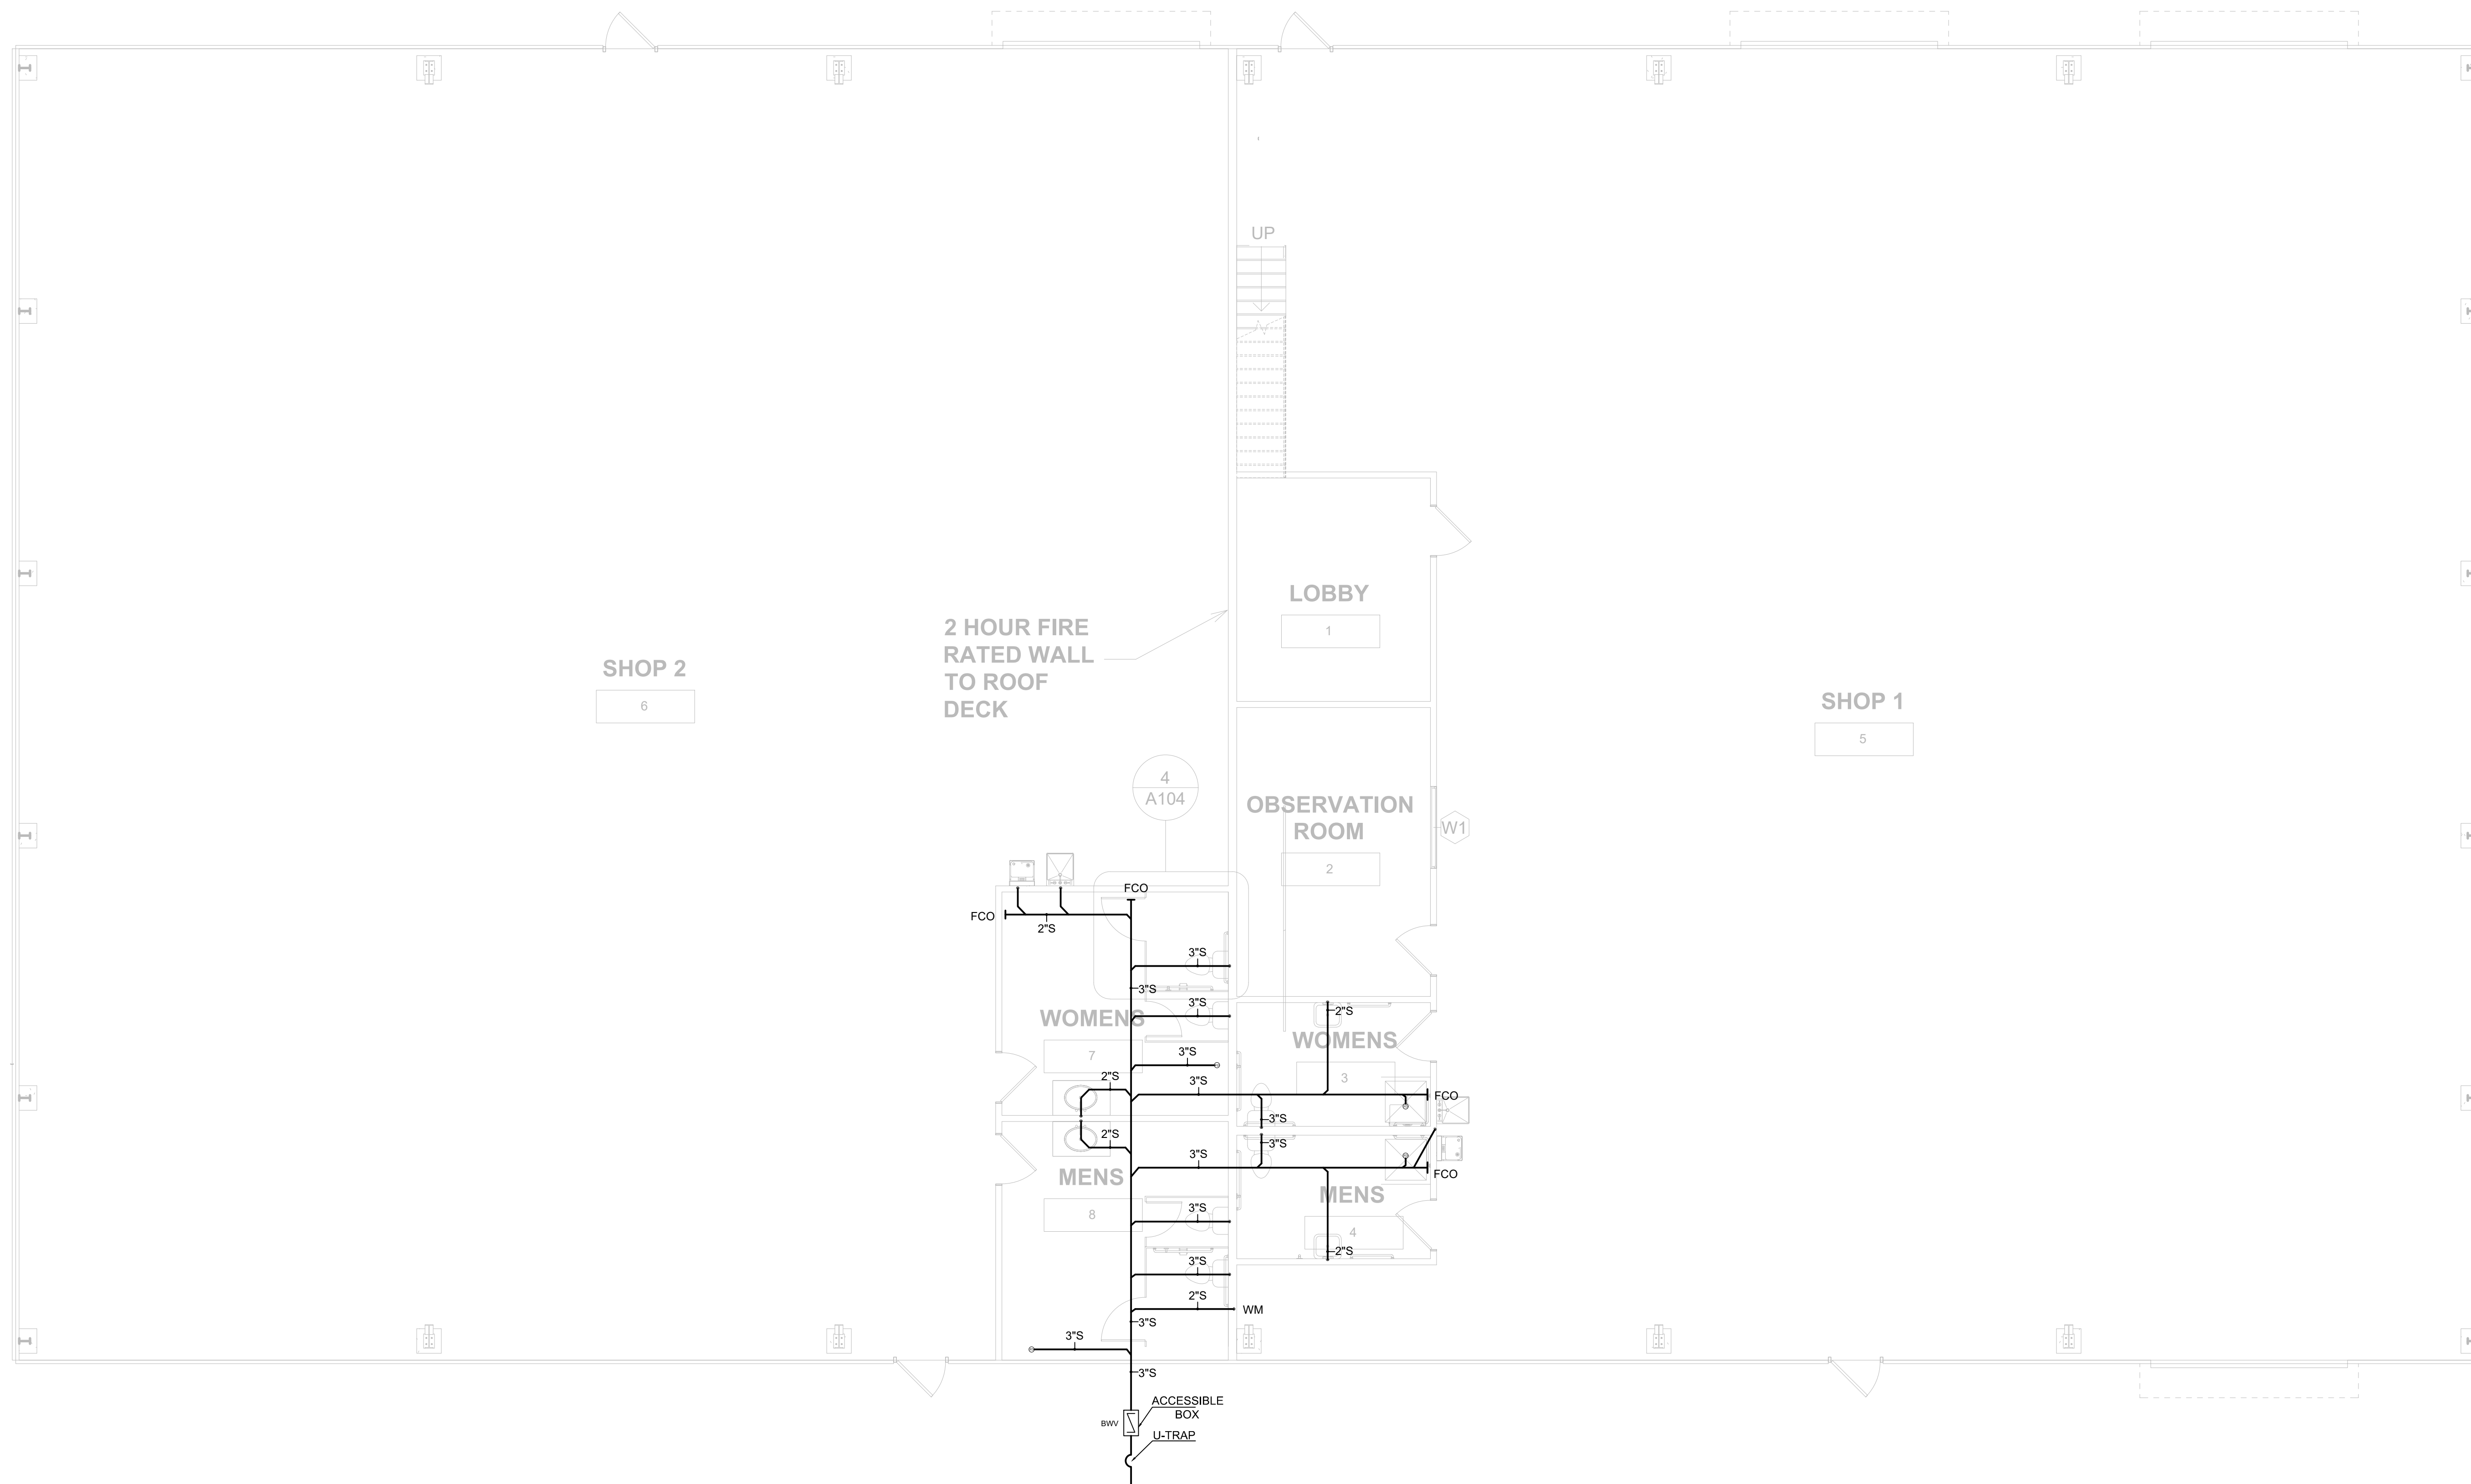 UP
LOBBY
1
2 HOUR FIRE
RATED WALL
TO ROOF
DECK
SHOP 2
6
SHOP 1
5
4
A104
OBSERVATION
ROOM
2
W1
FCO
FCO
2"S
3"S
3"S
3"S
WOMENS
7
3"S
2"S
3"S
2"S
WOMENS
3
FCO
3"S
2"S
3"S
3"S
FCO
MENS
8
MENS
4
3"S
2"S
3"S
2"S
WM
3"S
3"S
3"S
BWV
ACCESSIBLE
BOX
U-TRAP